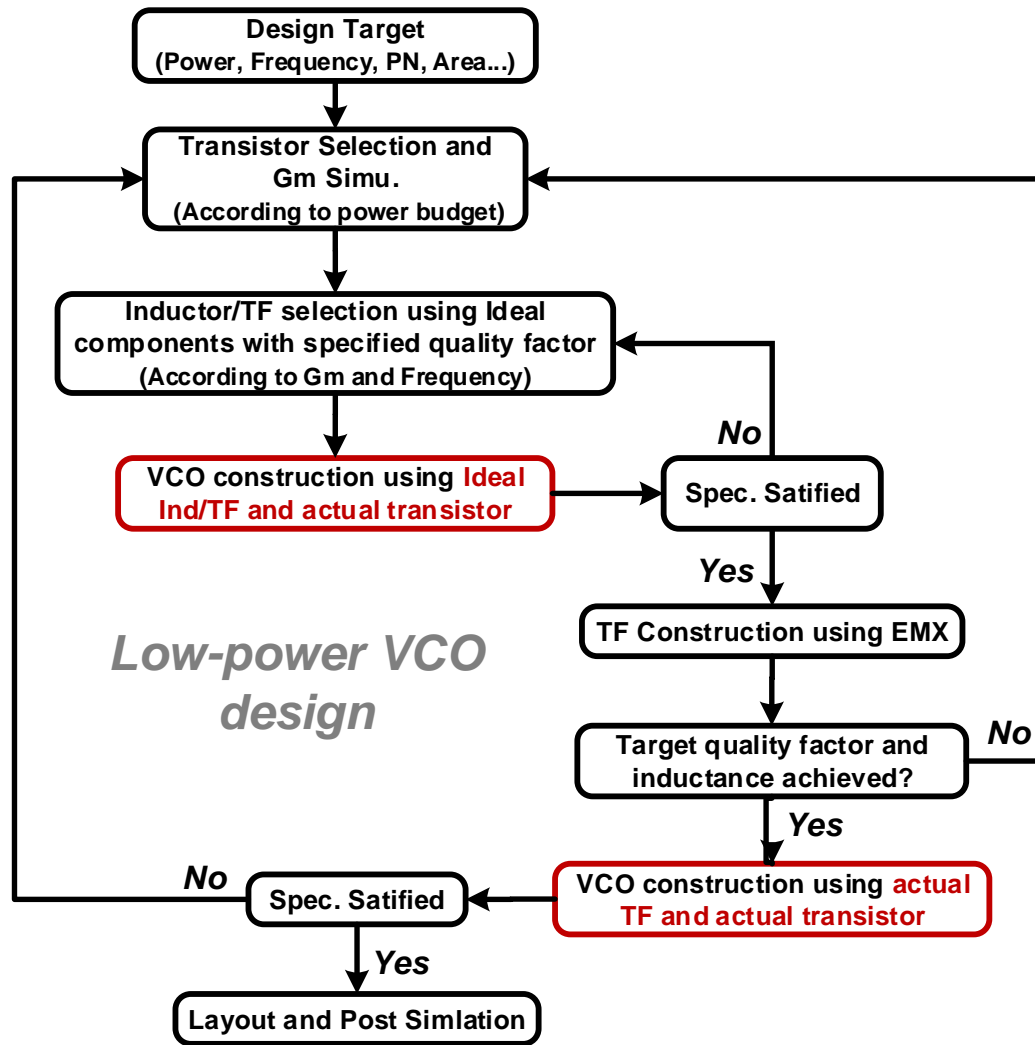 Design Target
(Power, Frequency, PN, Area...)
Transistor Selection and
Gm Simu.
(According to power budget)
Inductor/TF selection using Ideal
components with specified quality factor
(According to Gm and Frequency)
No
VCO construction using Ideal
Ind/TF and actual transistor
Spec. Satified
Yes
TF Construction using EMX
Low-power VCO
design
Target quality factor and
inductance achieved?
No
Yes
VCO construction using actual
TF and actual transistor
No
Spec. Satified
Yes
Layout and Post Simlation